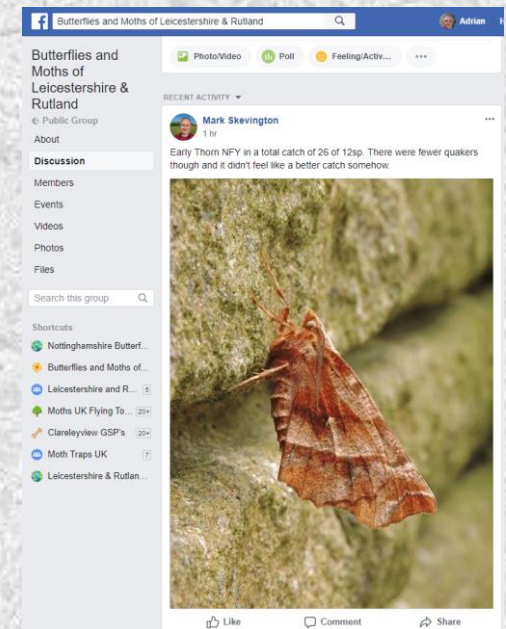 Butterflies and Moths of Leicestershire & Rutland
Adrian
H
Butterflies and
Moths of
Leicestershire &
Rutland
Public Group
About
Discussion
Members
Events
Videos
Photos
Files
Search this group
Shortcuts
Nottinghamshire Butterf...
Butterflies and Moths of...
Leicestershire and R... 6
Moths UK Flying To... 20+
Clareleyview GSP's 20+
Moth Traps UK 7
Leicestershire & Rutlan...
Photo/Video
Poll
Feeling/Activ...
RECENT ACTIVITY
Mark Skevington
1 hr
Early Thorn NFY in a total catch of 26 of 12sp. There were fewer quakers
though and it didn't feel like a better catch somehow.
Like Comment Share